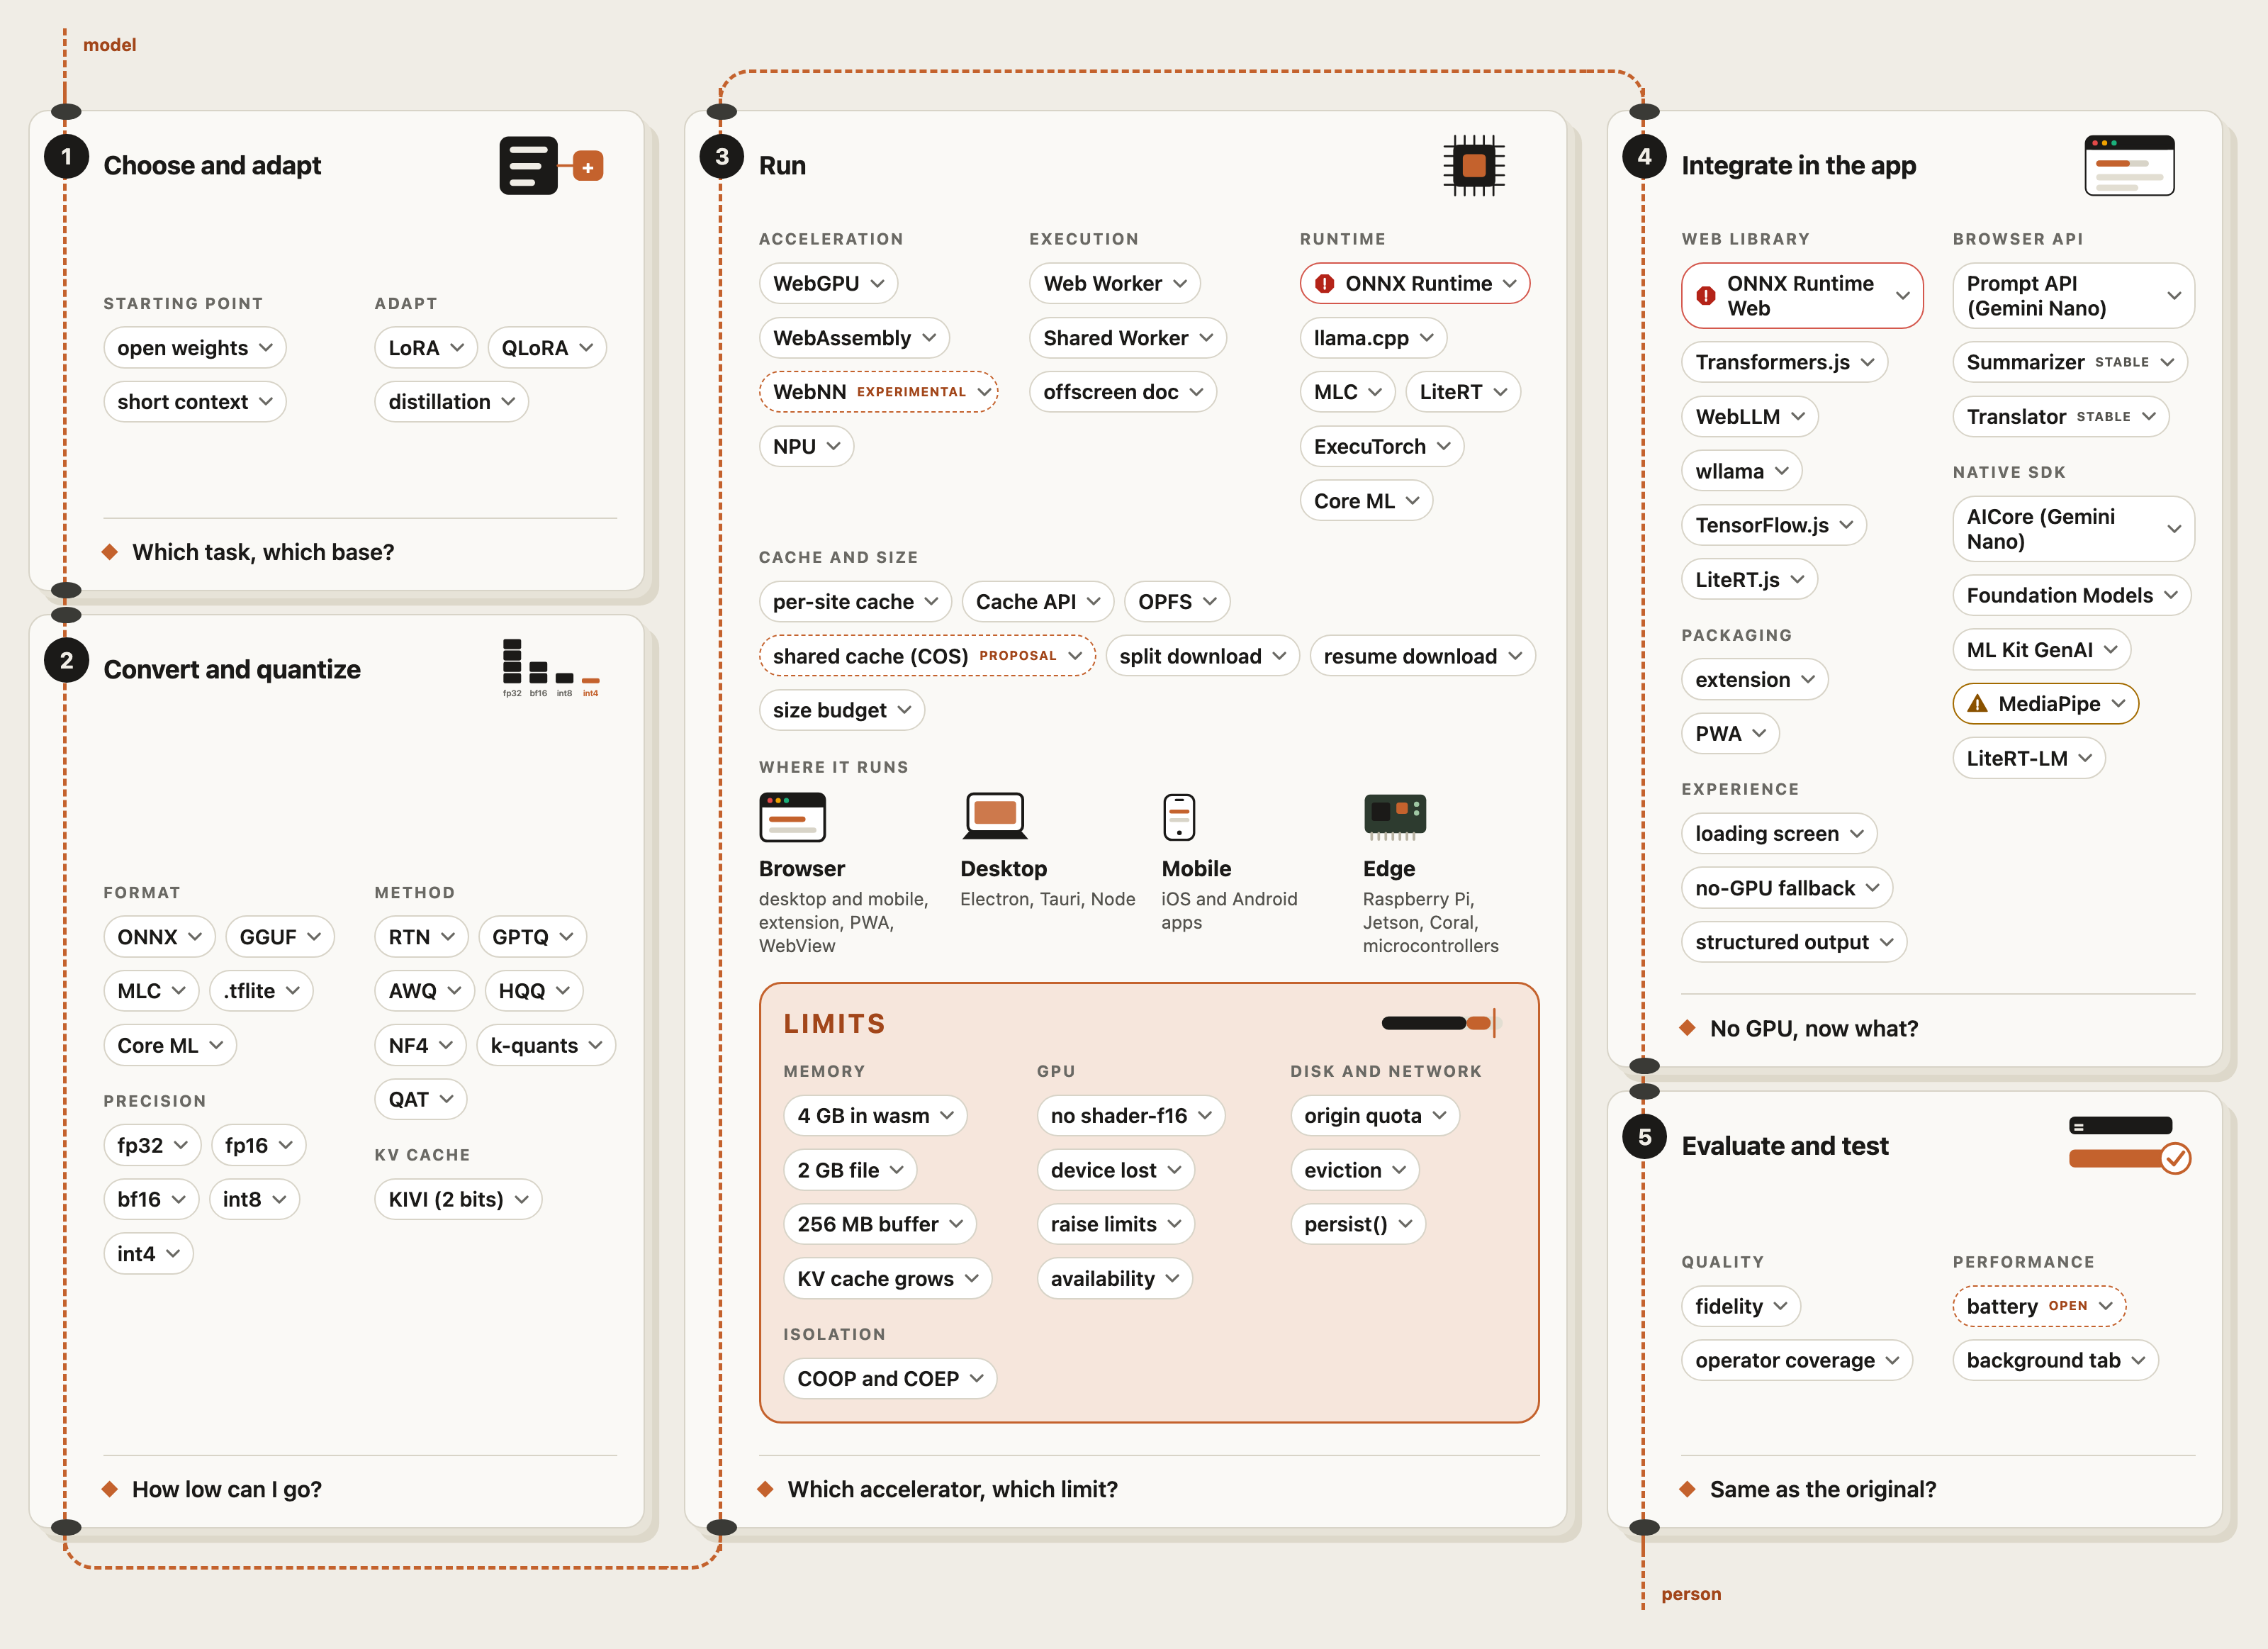 model
1
Choose and adapt
+
STARTING POINT
open weights
short context
ADAPT
LoRA
QLoRA
distillation
Which task, which base?
2
Convert and quantize
fp32 bf16 int8 int4
FORMAT
ONNX
GGUF
MLC
.tflite
Core ML
PRECISION
fp32
fp16
bf16
int8
int4
METHOD
RTN
GPTQ
AWQ
HQQ
NF4
k-quants
QAT
KV CACHE
KIVI (2 bits)
How low can I go?
3
Run
ACCELERATION
WebGPU
WebAssembly
WebNN EXPERIMENTAL
NPU
EXECUTION
Web Worker
Shared Worker
offscreen doc
RUNTIME
ONNX Runtime
llama.cpp
MLC
LiteRT
ExecuTorch
Core ML
CACHE AND SIZE
per-site cache
Cache API
OPFS
shared cache (COS) PROPOSAL
split download
resume download
size budget
WHERE IT RUNS
Browser
desktop and mobile,
extension, PWA,
WebView
Desktop
Electron, Tauri, Node
Mobile
iOS and Android
apps
Edge
Raspberry Pi,
Jetson, Coral,
microcontrollers
LIMITS
MEMORY
4 GB in wasm
2 GB file
256 MB buffer
KV cache grows
GPU
no shader-f16
device lost
raise limits
availability
DISK AND NETWORK
origin quota
eviction
persist()
ISOLATION
COOP and COEP
Which accelerator, which limit?
4
Integrate in the app
WEB LIBRARY
ONNX Runtime
Web
Transformers.js
WebLLM
wllama
TensorFlow.js
LiteRT.js
PACKAGING
extension
PWA
EXPERIENCE
loading screen
no-GPU fallback
structured output
BROWSER API
Prompt API
(Gemini Nano)
Summarizer STABLE
Translator STABLE
NATIVE SDK
AICore (Gemini
Nano)
Foundation Models
ML Kit GenAI
MediaPipe
LiteRT-LM
No GPU, now what?
5
Evaluate and test
=
QUALITY
fidelity
operator coverage
PERFORMANCE
battery OPEN
background tab
Same as the original?
person